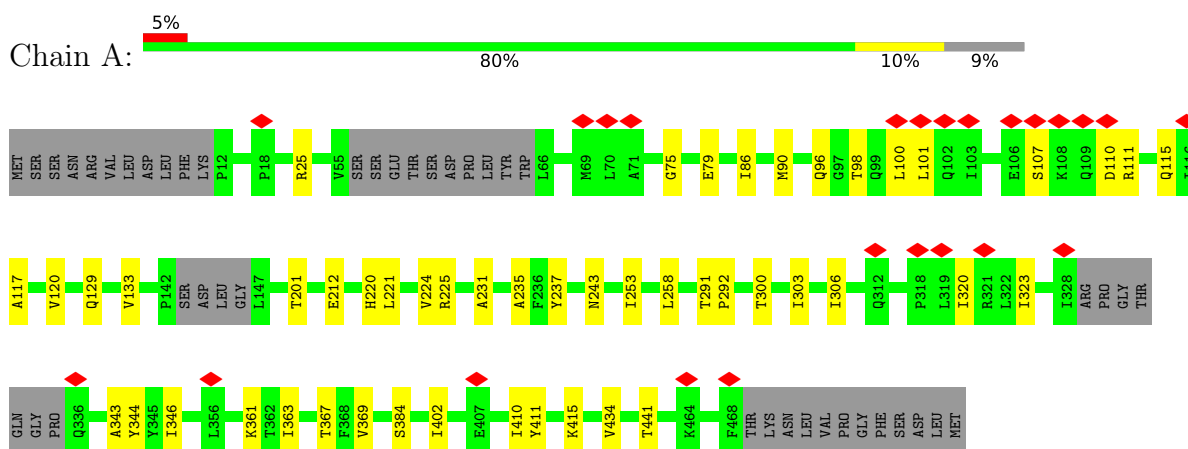 5%
Chain A:
80% 10% 9%
MET SER SER ASN ARG VAL LEU ASP LEU PHE LYS P12 P18 R25 V55 SER SER GLU THR SER ASP PRO LEU TYR TRP L66 M69 L70 A71 G75 E79 I86 M90 Q96 G97 T98 Q99 L100 L101 Q102 I103 E106 S107 K108 Q109 D110 R111 Q115 I116
A117 V120 Q129 V133 P142 SER ASP LEU GLY L147 T201 E212 H220 L221 V224 R225 A231 A235 F236 Y237 N243 I253 L258 T291 P292 T300 I303 I306 Q312 P318 L319 I320 R321 L322 I323 I328 ARG PRO GLY THR
GLN GLY PRO Q336 A343 Y344 Y345 I346 L356 K361 T362 I363 T367 F368 V369 S384 I402 E407 I410 Y411 K415 V434 T441 K464 F468 THR LYS ASN LEU VAL PRO GLY PHE SER ASP LEU MET